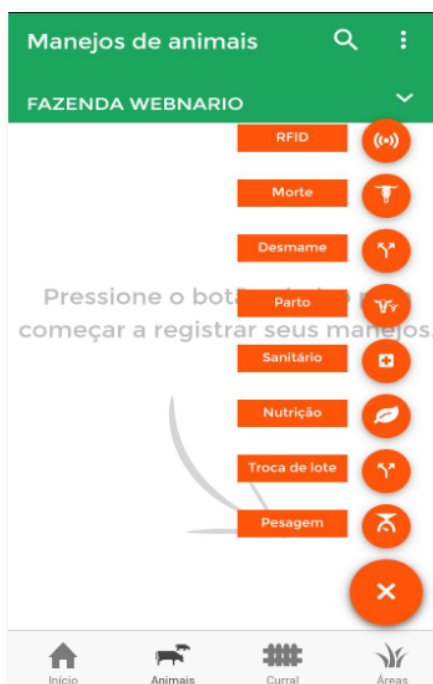 Manejos de animais
FAZENDA WEBNARIO
RFID
Morte
Desmame
Pressione o
Parto
começar a registrar seus manejos.
Sanitário
Nutrição
Troca de lote
Pesagem
Início Animais Curral Áreas